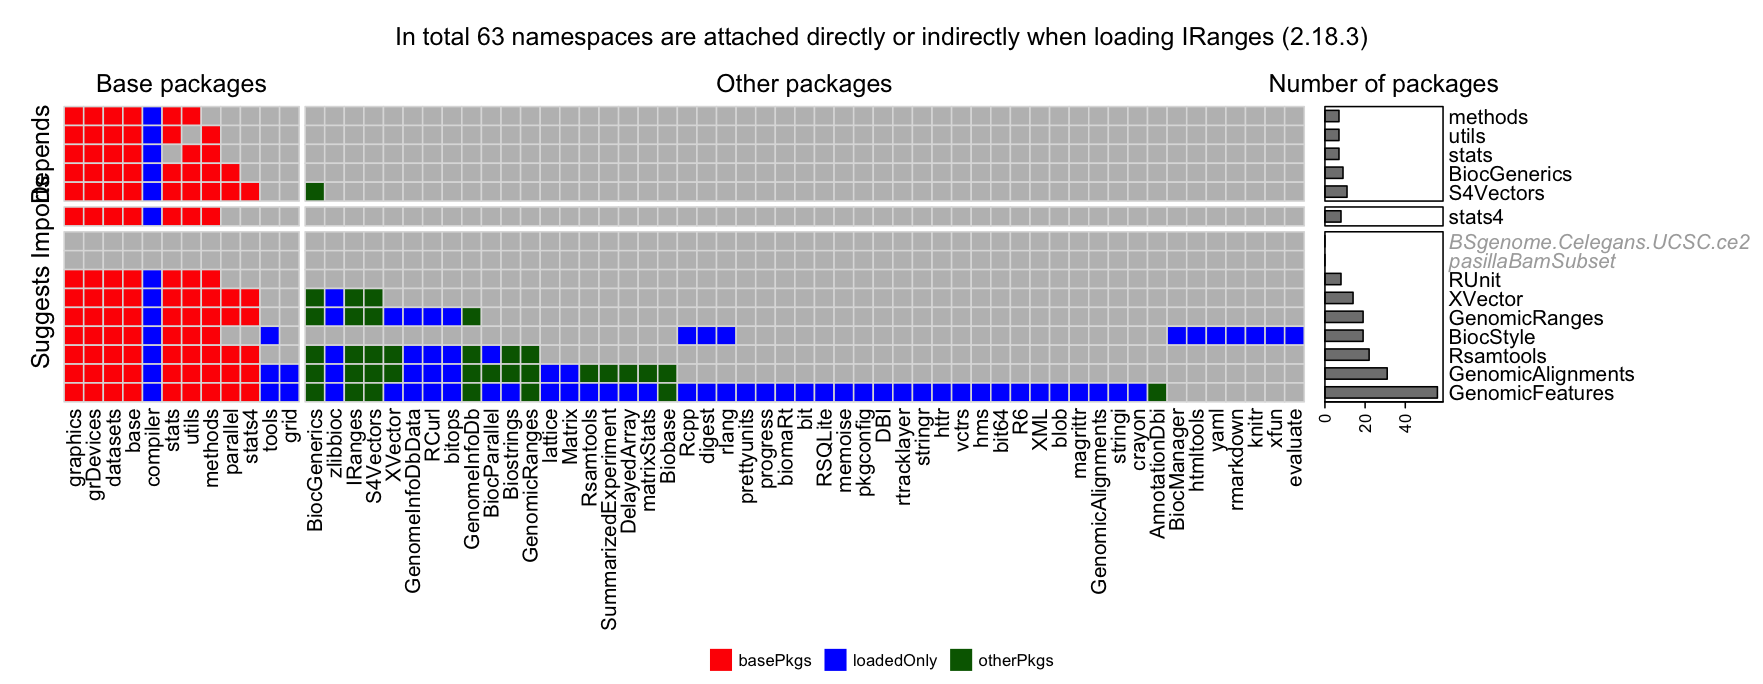 In total 63 namespaces are attached directly or indirectly when loading IRanges (2.18.3)
Base packages
Other packages
Number of packages
Depends
Imports
Suggests
methods
utils
stats
BiocGenerics
S4Vectors
stats4
BSgenome.Celegans.UCSC.ce2
pasillaBamSubset
RUnit
XVector
GenomicRanges
BiocStyle
Rsamtools
GenomicAlignments
GenomicFeatures
0
20
40
graphics
grDevices
datasets
base
compiler
stats
utils
methods
parallel
stats4
tools
grid
BiocGenerics
zlibbioc
IRanges
S4Vectors
XVector
GenomeInfoDbData
RCurl
bitops
GenomeInfoDb
BiocParallel
Biostrings
GenomicRanges
lattice
Matrix
Rsamtools
SummarizedExperiment
DelayedArray
matrixStats
Biobase
Rcpp
digest
rlang
prettyunits
progress
biomaRt
bit
RSQLite
memoise
pkgconfig
DBI
rtracklayer
stringr
httr
vctrs
hms
bit64
R6
XML
blob
magrittr
GenomicAlignments
stringi
crayon
AnnotationDbi
BiocManager
htmltools
yaml
rmarkdown
knitr
xfun
evaluate
basePkgs
loadedOnly
otherPkgs